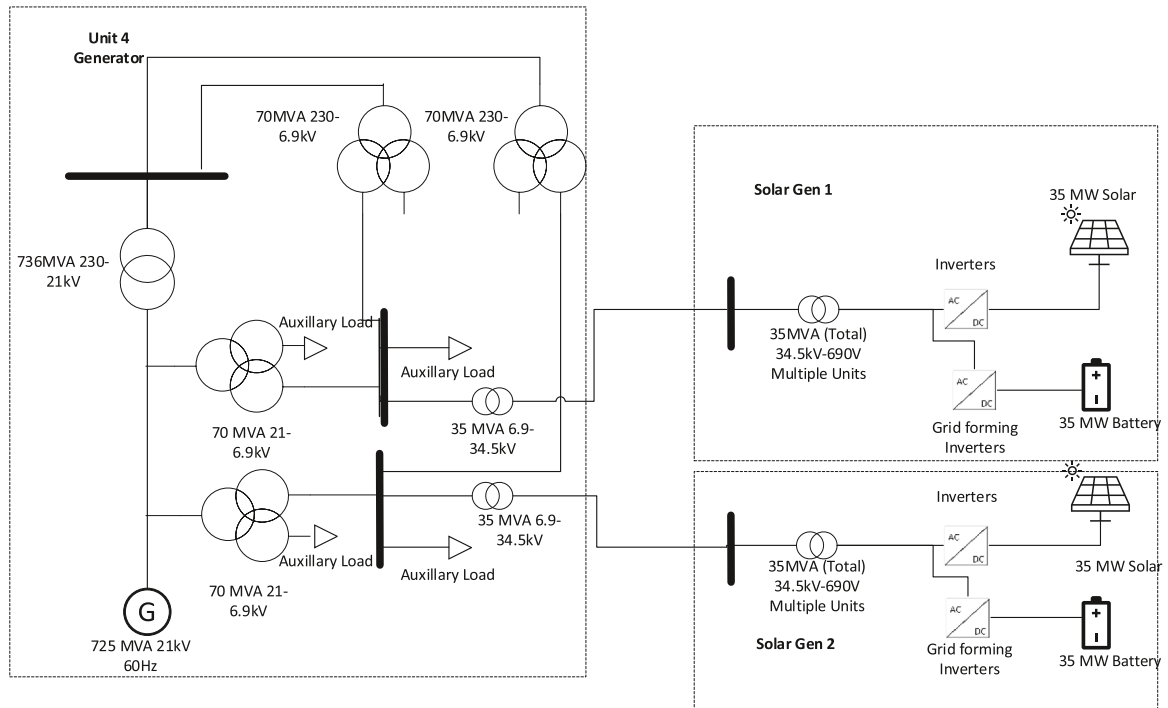 Unit 4
Generator
70MVA 230-
6.9kV
70MVA 230-
6.9kV
736MVA 230-
21kV
Auxillary Load
Auxillary Load
70 MVA 21-
6.9kV
35 MVA 6.9-
34.5kV
35 MVA 6.9-
34.5kV
Auxillary Load
Auxillary Load
70 MVA 21-
6.9kV
G
725 MVA 21kV
60Hz
Solar Gen 1
35 MW Solar
Inverters
AC
DC
35MVA (Total)
34.5kV-690V
Multiple Units
AC
DC
Grid forming
Inverters
+
-
35 MW Battery
Inverters
AC
DC
35 MW Solar
35MVA (Total)
34.5kV-690V
Multiple Units
AC
DC
Solar Gen 2
Grid forming
Inverters
+
-
35 MW Battery